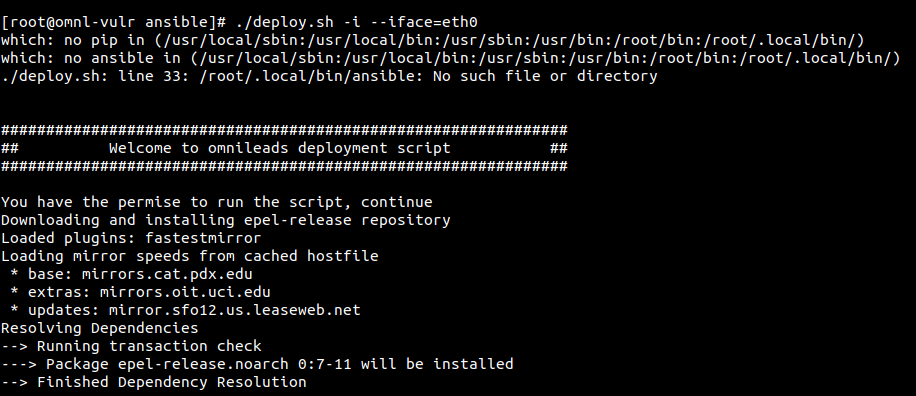 [root@omnl-vulr ansible]# ./deploy.sh -i --iface=eth0
which: no pip in (/usr/local/sbin:/usr/local/bin:/usr/sbin:/usr/bin:/root/bin:/root/.local/bin/)
which: no ansible in (/usr/local/sbin:/usr/local/bin:/usr/sbin:/usr/bin:/root/bin:/root/.local/bin/)
./deploy.sh: line 33: /root/.local/bin/ansible: No such file or directory
###############################################################
##          Welcome to omnileads deployment script           ##
###############################################################
You have the permise to run the script, continue
Downloading and installing epel-release repository
Loaded plugins: fastestmirror
Loading mirror speeds from cached hostfile
 * base: mirrors.cat.pdx.edu
 * extras: mirrors.oit.uci.edu
 * updates: mirror.sfo12.us.leaseweb.net
Resolving Dependencies
--> Running transaction check
---> Package epel-release.noarch 0:7-11 will be installed
--> Finished Dependency Resolution